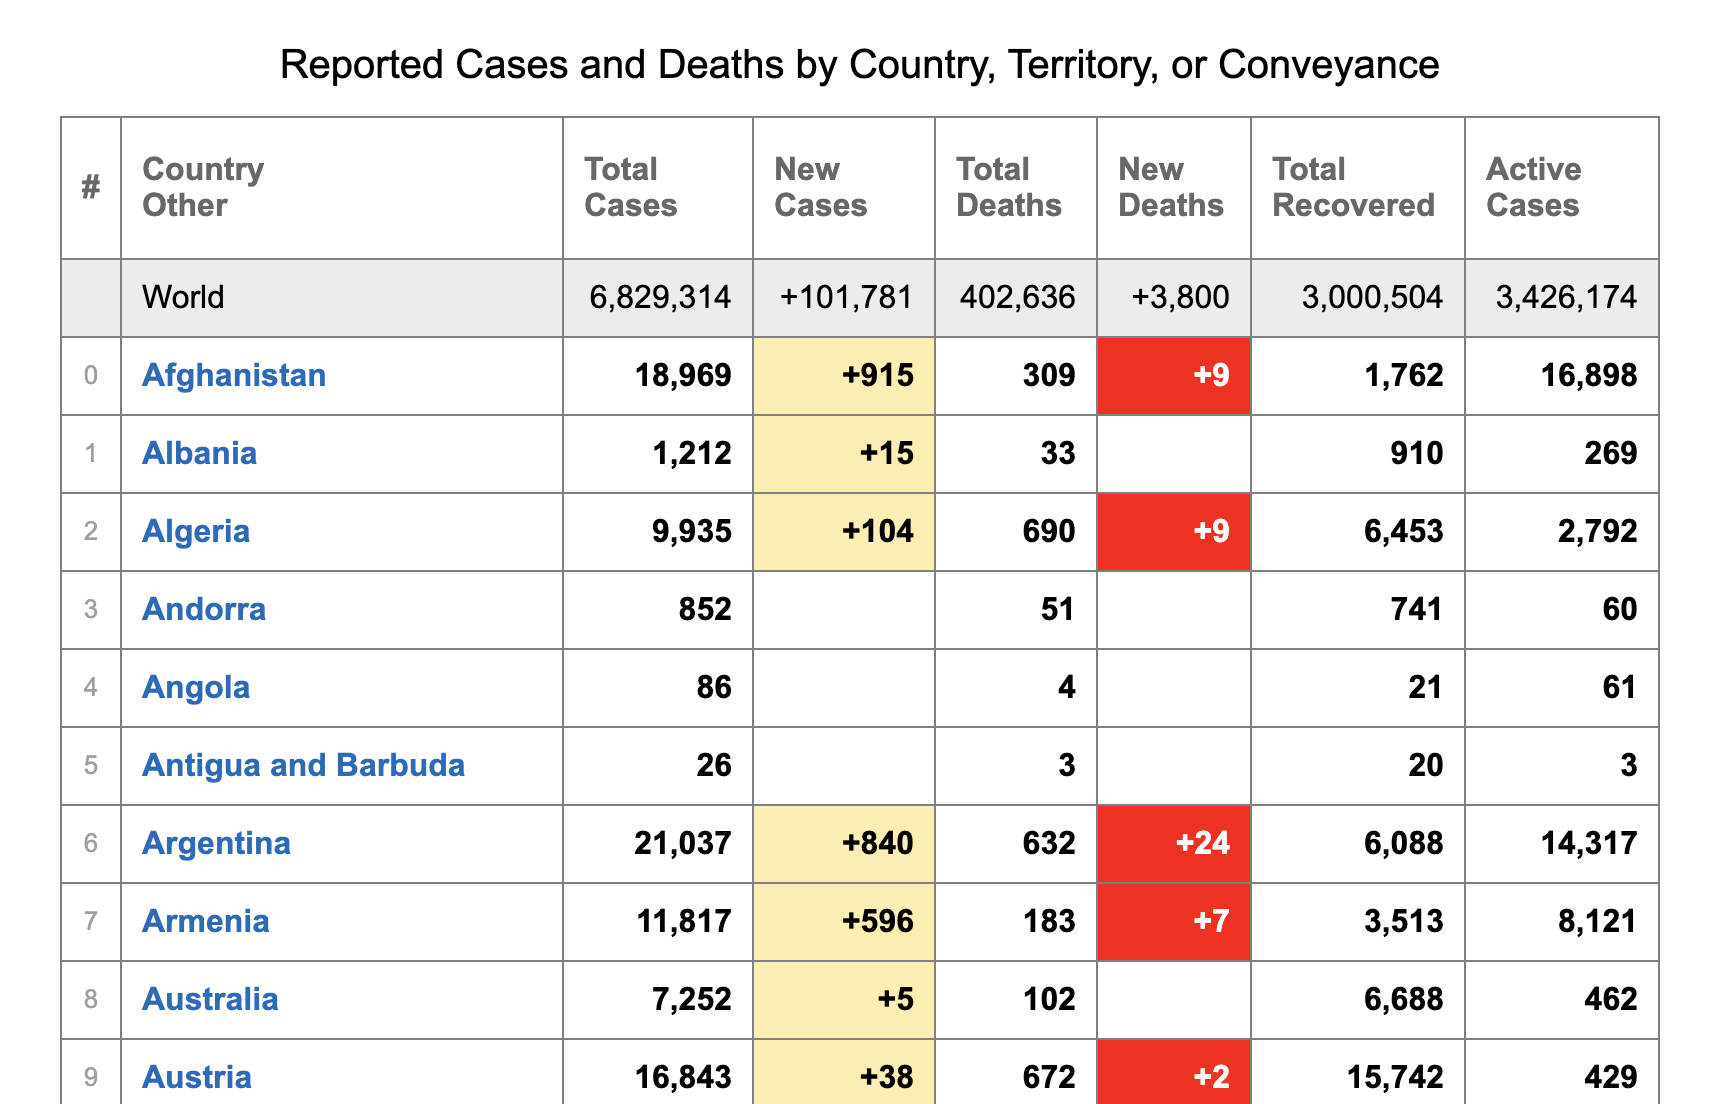 Reported Cases and Deaths by Country, Territory, or Conveyance
# Country Other Total Cases New Cases Total Deaths New Deaths Total Recovered Active Cases
World 6,829,314 +101,781 402,636 +3,800 3,000,504 3,426,174
0 Afghanistan 18,969 +915 309 +9 1,762 16,898
1 Albania 1,212 +15 33 910 269
2 Algeria 9,935 +104 690 +9 6,453 2,792
3 Andorra 852 51 741 60
4 Angola 86 4 21 61
5 Antigua and Barbuda 26 3 20 3
6 Argentina 21,037 +840 632 +24 6,088 14,317
7 Armenia 11,817 +596 183 +7 3,513 8,121
8 Australia 7,252 +5 102 6,688 462
9 Austria 16,843 +38 672 +2 15,742 429